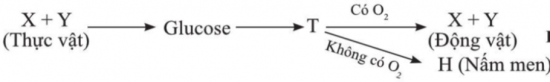 X + Y
(Thực vật)
Glucose
T
Có O₂
X + Y
(Động vật)
Không có O₂
H (Nấm men)